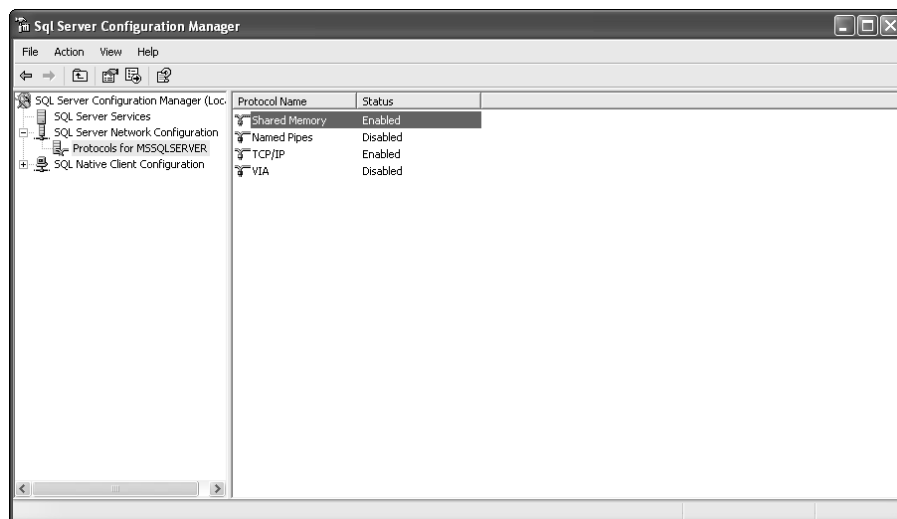 Sql Server Configuration Manager
File Action View Help
SQL Server Configuration Manager (Loc
SQL Server Services
SQL Server Network Configuration
Protocols for MSSQLSERVER
SQL Native Client Configuration
Protocol Name Status
Shared Memory Enabled
Named Pipes Disabled
TCP/IP Enabled
VIA Disabled